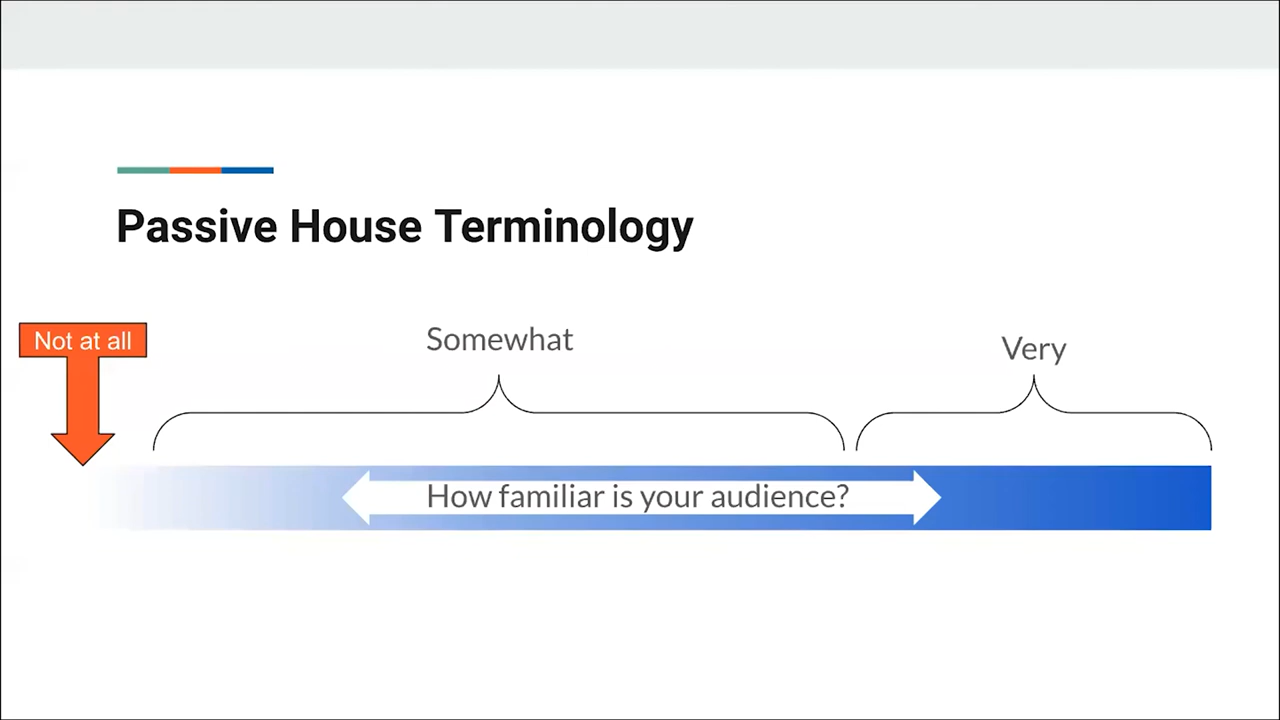 Passive House Terminology
Not at all
Somewhat
Very
How familiar is your audience?